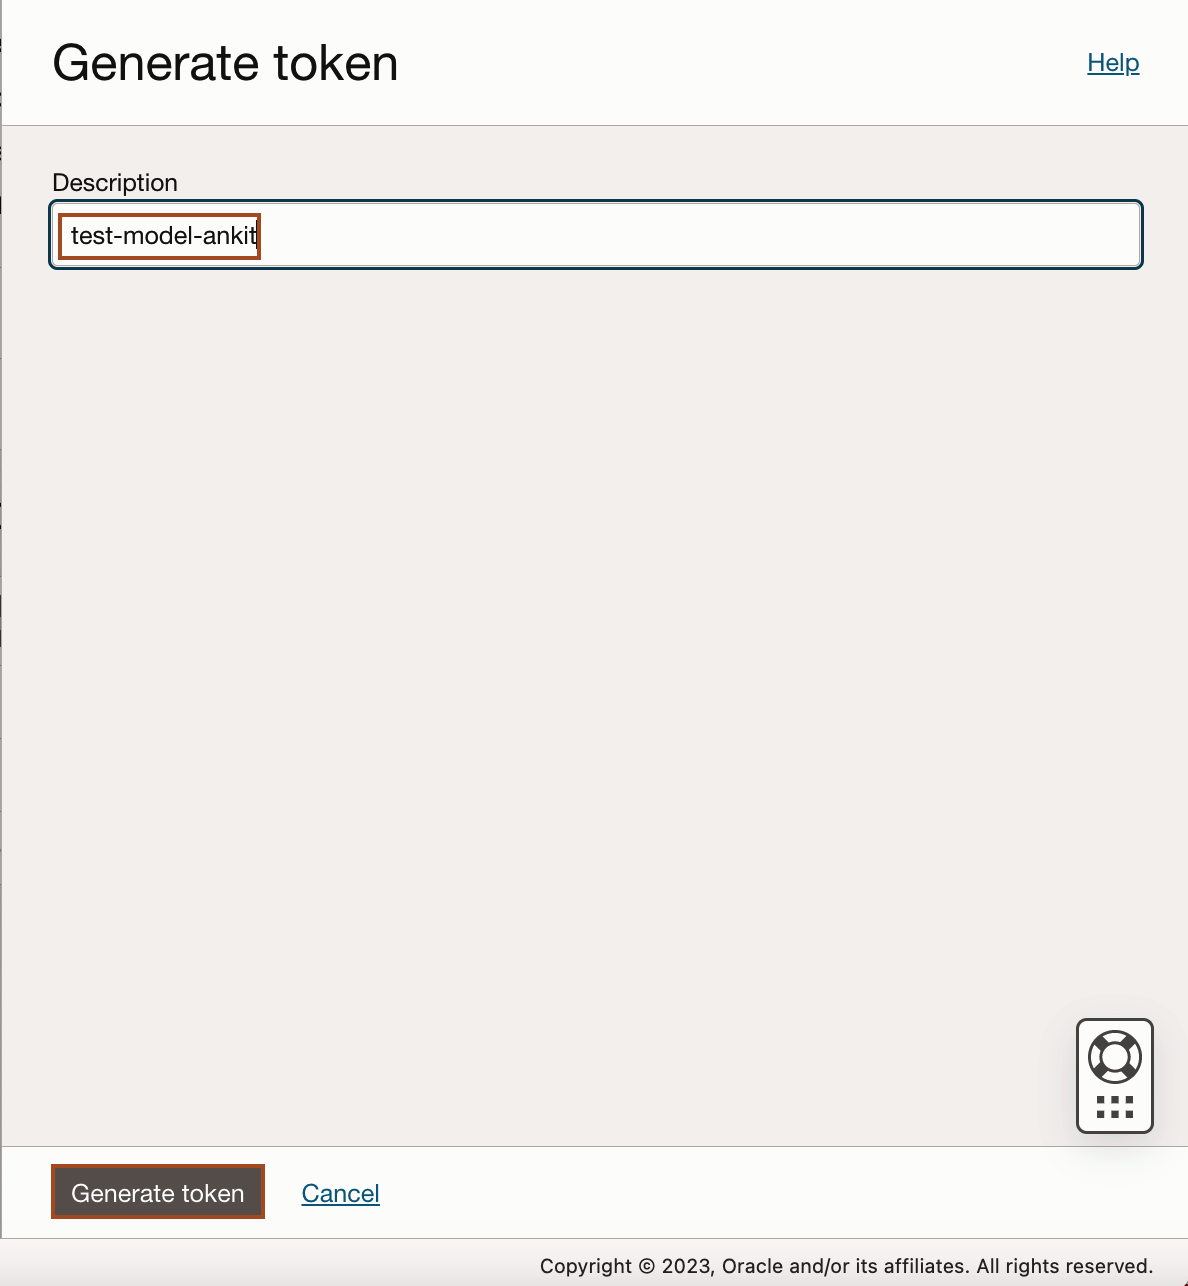 Generate token
Help
Description
test-model-ankit
Generate token
Cancel
Copyright © 2023, Oracle and/or its affiliates. All rights reserved.